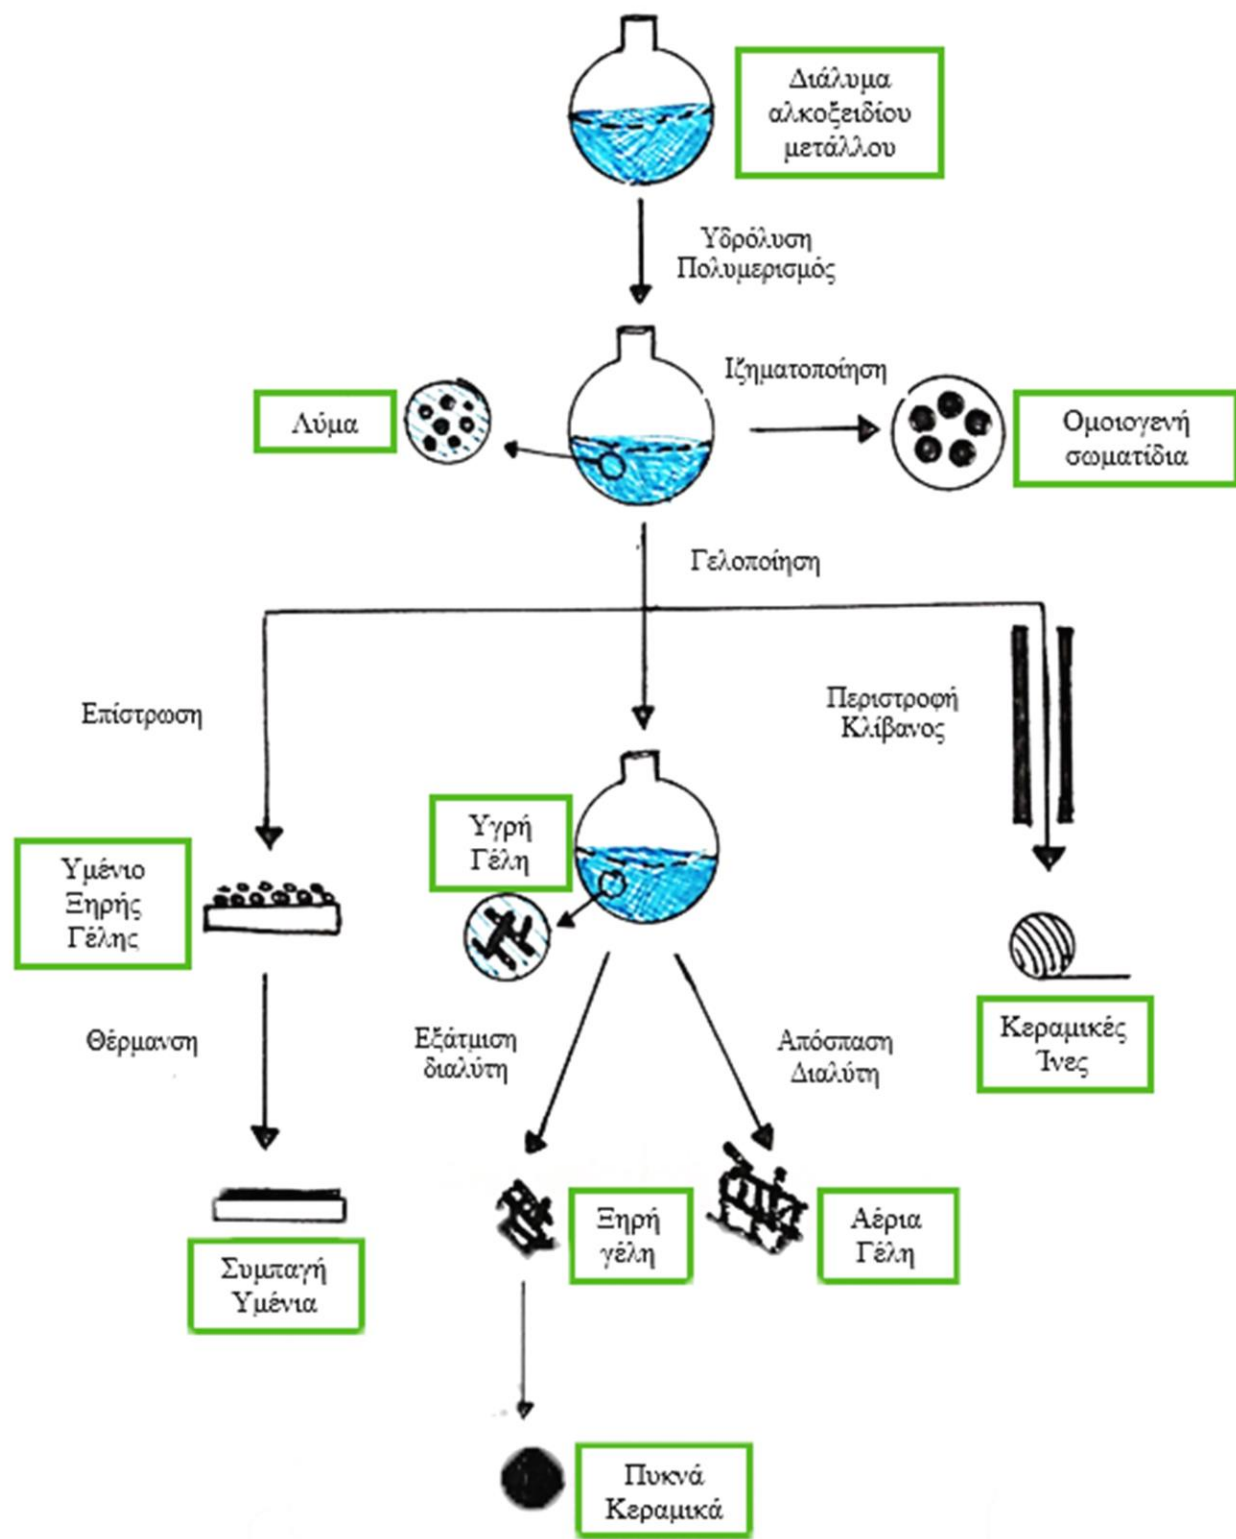 Διάλυμα
αλκοξειδίου
μετάλλου
Υδρόλυση
Πολυμερισμός
Λύμα
Ιζηματοποίηση
Ομοιογενή
σωματίδια
Γελοποίηση
Επίστρωση
Περιστροφή
Κλίβανος
Υμένιο
Ξηρής
Γέλης
Υγρή
Γέλη
Θέρμανση
Εξάτμιση
διαλύτη
Απόσπαση
Διαλύτη
Κεραμικές
Ίνες
Συμπαγή
Υμένια
Ξηρή
γέλη
Αέρια
Γέλη
Πυκνά
Κεραμικά